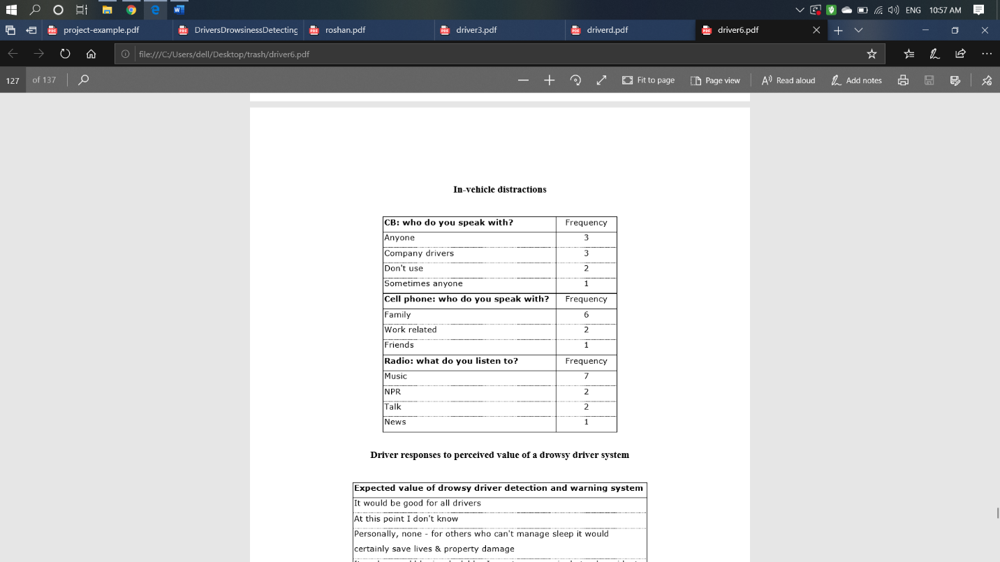 ENG 10:57 AM
project-example.pdf DriversDrowsinessDetecting roshan.pdf driver3.pdf driverd.pdf driver6.pdf
file:///C:/Users/dell/Desktop/trash/driver6.pdf
127 of 137 Fit to page Page view Read aloud Add notes
In-vehicle distractions
CB: who do you speak with? Frequency
Anyone 3
Company drivers 3
Don't use 2
Sometimes anyone 1
Cell phone: who do you speak with? Frequency
Family 6
Work related 2
Friends 1
Radio: what do you listen to? Frequency
Music 7
NPR 2
Talk 2
News 1
Driver responses to perceived value of a drowsy driver system
Expected value of drowsy driver detection and warning system
It would be good for all drivers
At this point I don't know
Personally, none - for others who can't manage sleep it would
certainly save lives & property damage